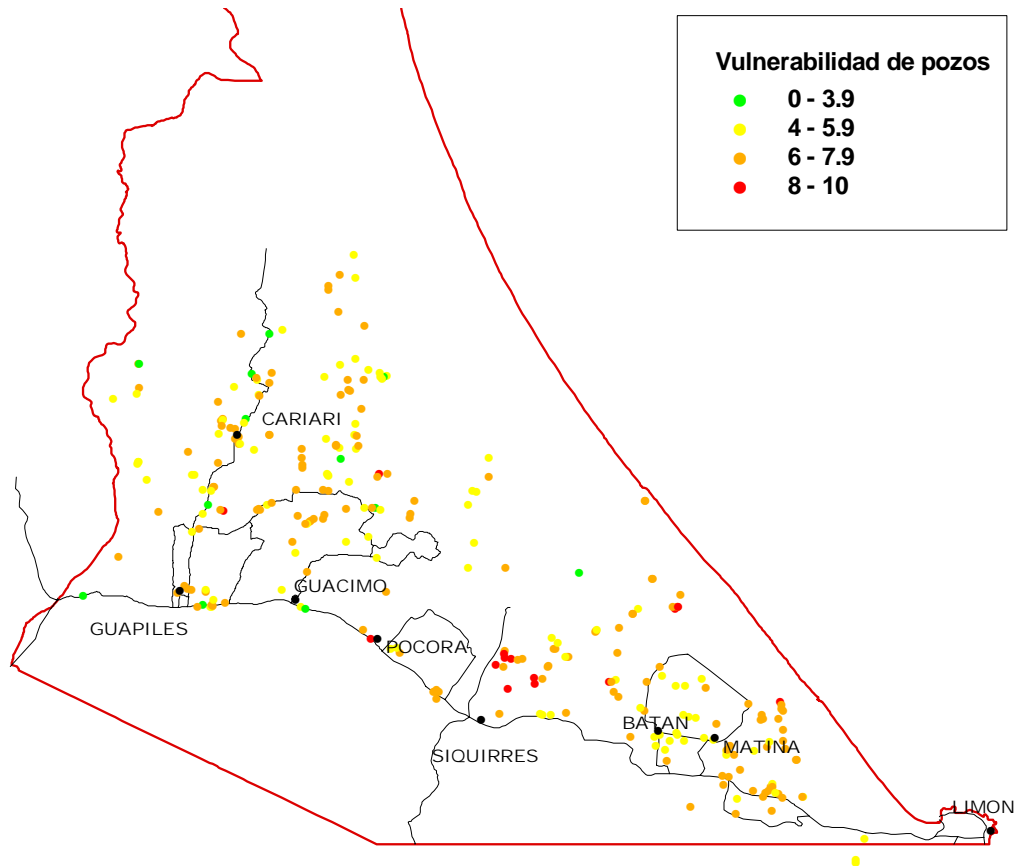 Vulnerabilidad de pozos
0 - 3.9
4 - 5.9
6 - 7.9
8 - 10
CARIARI
GUACIMO
GUAPILES
POCORA
BATAN
MATINA
SIQUIRRES
LIMON